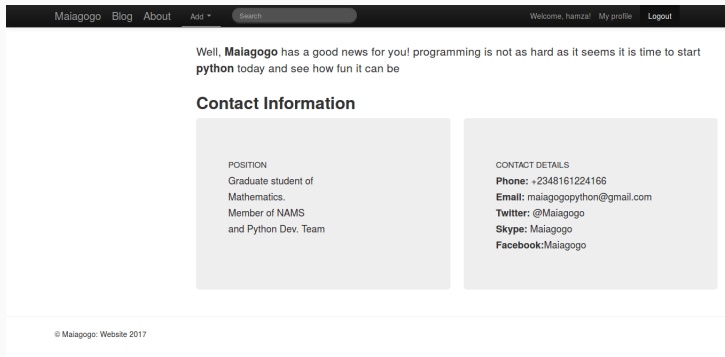 Maiagogo Blog About Add Search Welcome, hamza! My profile Logout
Well, Maiagogo has a good news for you! programming is not as hard as it seems it is time to start
python today and see how fun it can be
Contact Information
POSITION
Graduate student of
Mathematics.
Member of NAMS
and Python Dev. Team
CONTACT DETAILS
Phone: +2348161224166
Email: maiagogopython@gmail.com
Twitter: @Maiagogo
Skype: Maiagogo
Facebook:Maiagogo
© Maiagogo: Website 2017